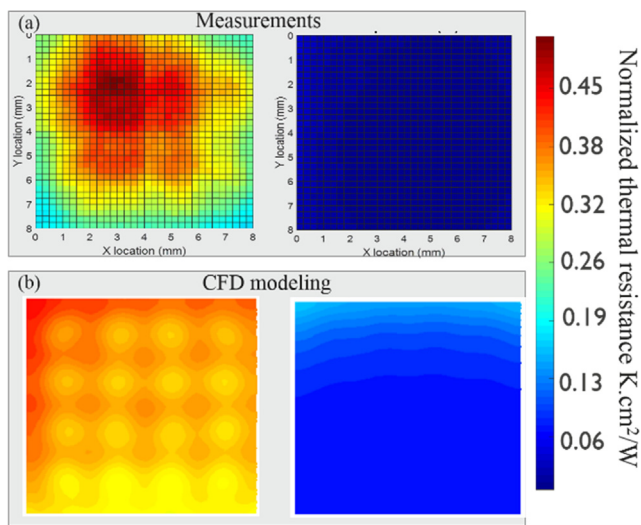 (a)
Measurements
0
1
2
3
4
5
6
7
8
Y location (mm)
0 1 2 3 4 5 6 7 8
X location (mm)
0
1
2
3
4
5
6
7
8
Y location (mm)
0 1 2 3 4 5 6 7 8
X location (mm)
(b)
CFD modeling
0.45
0.38
0.32
0.26
0.19
0.13
0.06
Normalized thermal resistance K.cm²/W